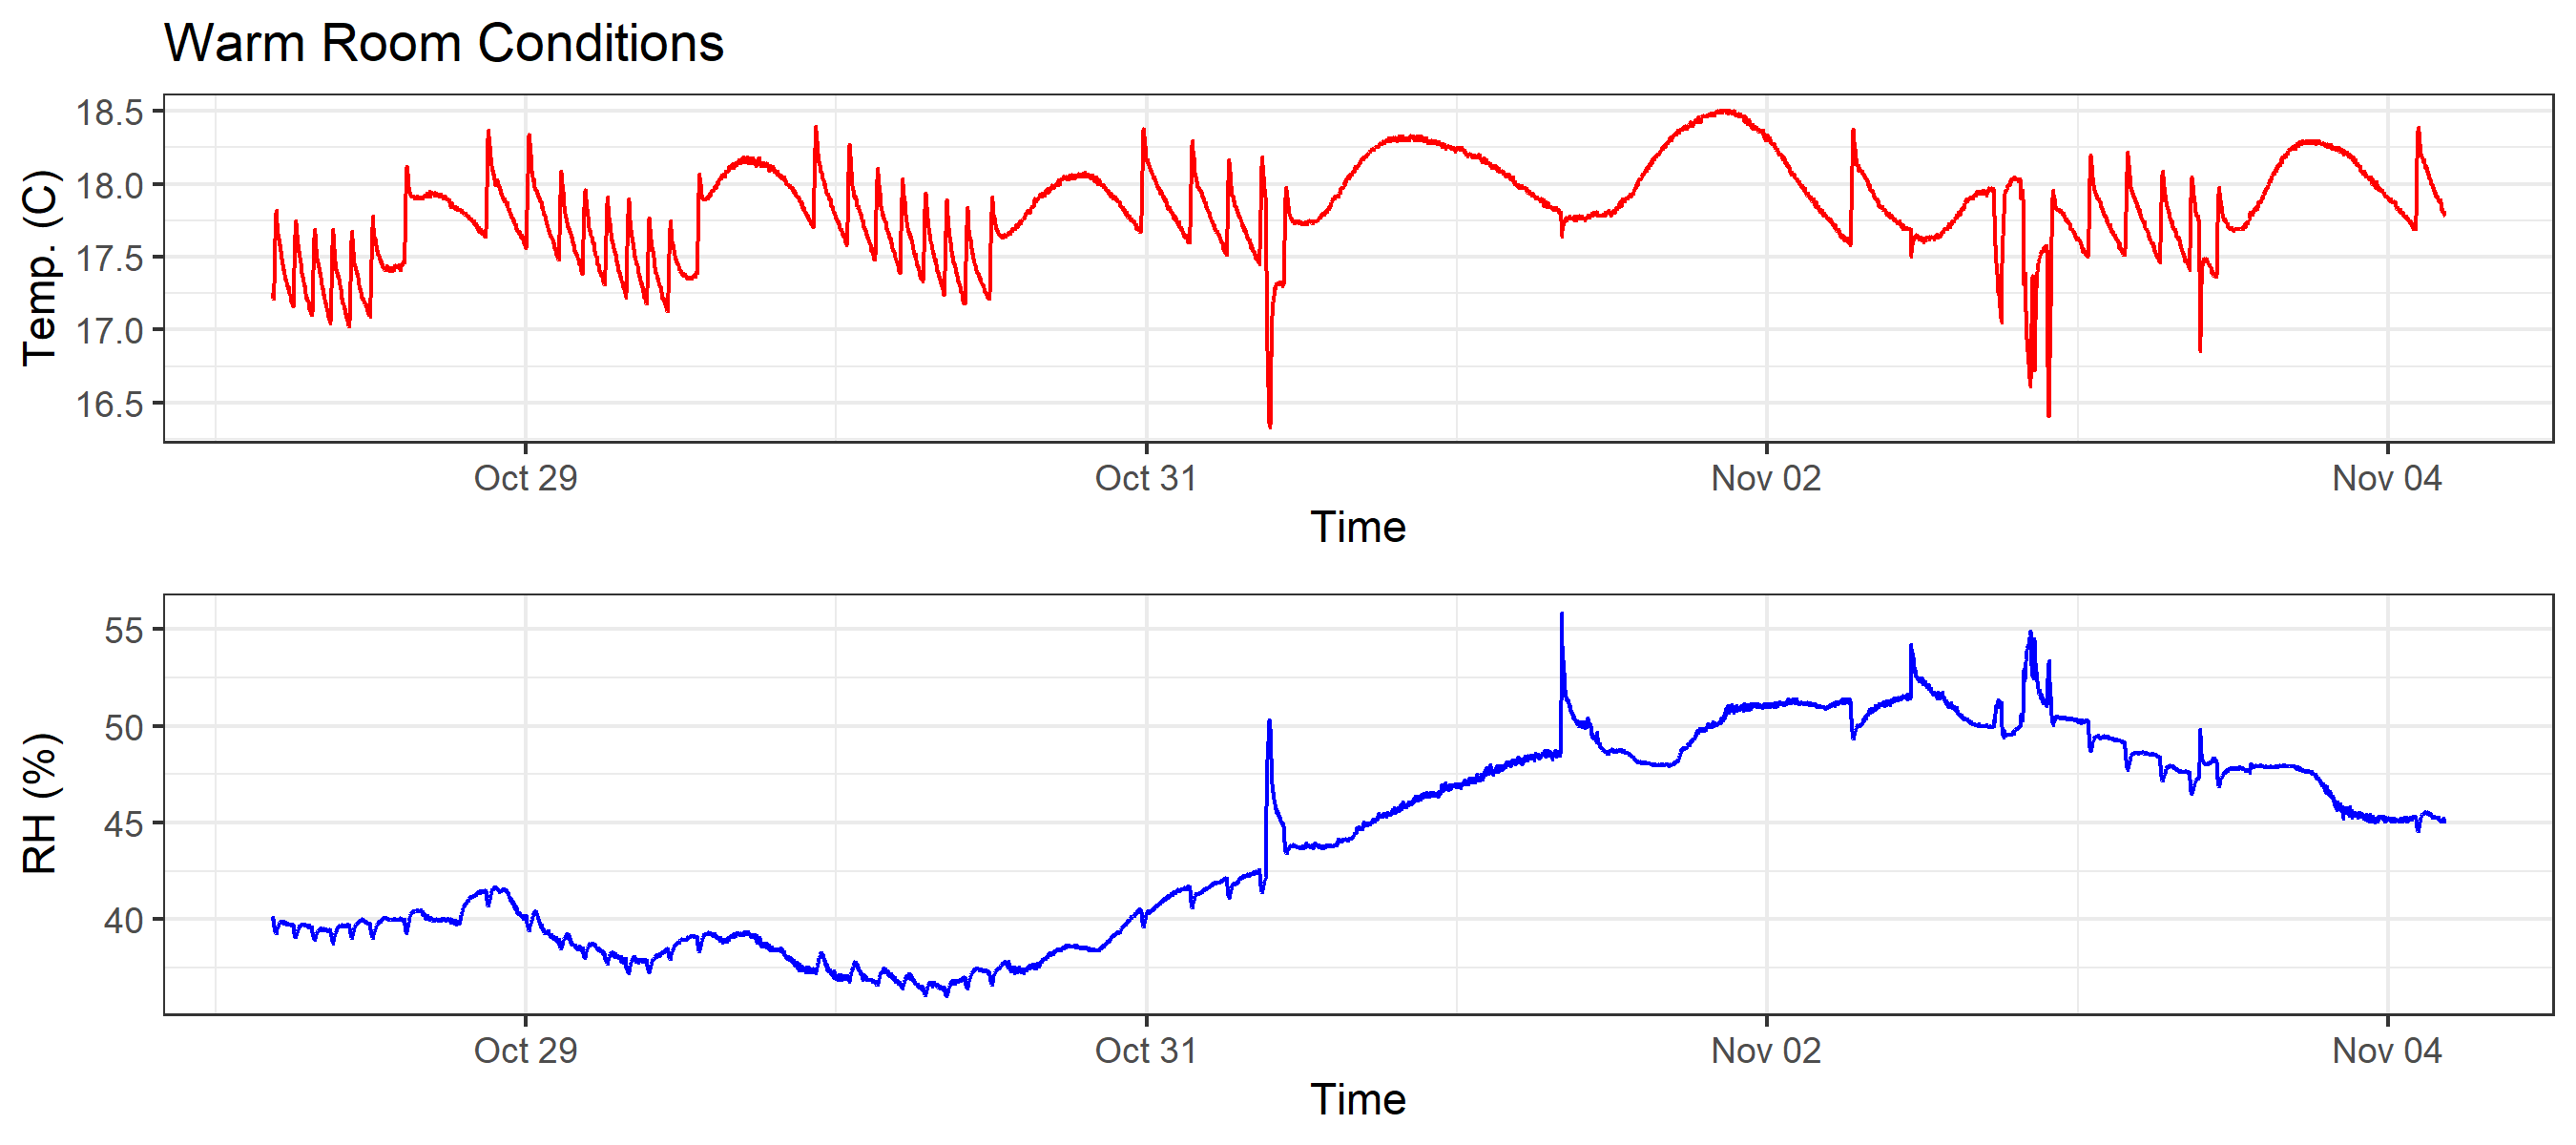 Warm Room Conditions
Temp. (C)
18.5
18.0
17.5
17.0
16.5
Oct 29 Oct 31 Nov 02 Nov 04
Time
RH (%)
55
50
45
40
Oct 29 Oct 31 Nov 02 Nov 04
Time